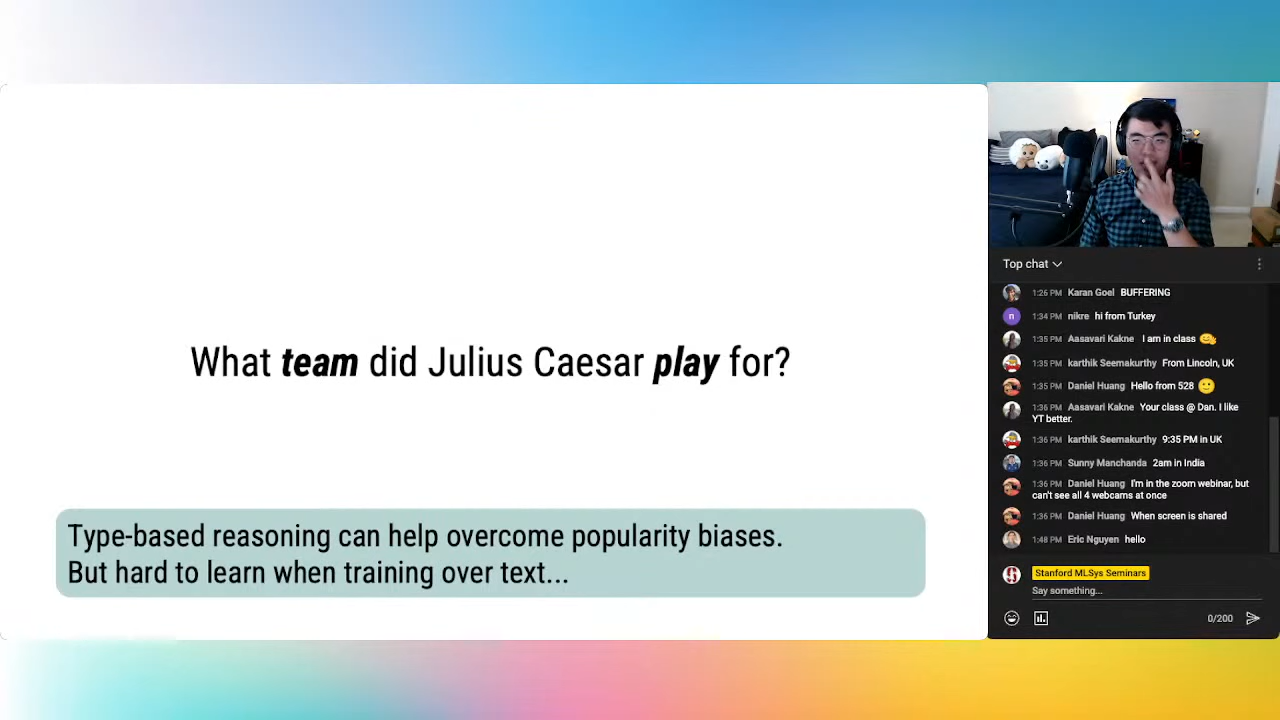 What team did Julius Caesar play for?
Type-based reasoning can help overcome popularity biases.
But hard to learn when training over text...
Top chat
1:26 PM Karan Goel BUFFERING
n
1:34 PM nikre hi from Turkey
1:35 PM Aasavari Kakne I am in class
1:35 PM karthik Seemakurthy From Lincoln, UK
1:35 PM Daniel Huang Hello from 528
1:36 PM Aasavari Kakne Your class @ Dan. I like
YT better.
1:36 PM karthik Seemakurthy 9:35 PM in UK
1:36 PM Sunny Manchanda 2am in India
1:36 PM Daniel Huang I'm in the zoom webinar, but
can't see all 4 webcams at once
1:36 PM Daniel Huang When screen is shared
1:48 PM Eric Nguyen hello
Stanford MLSys Seminars
Say something...
0/200